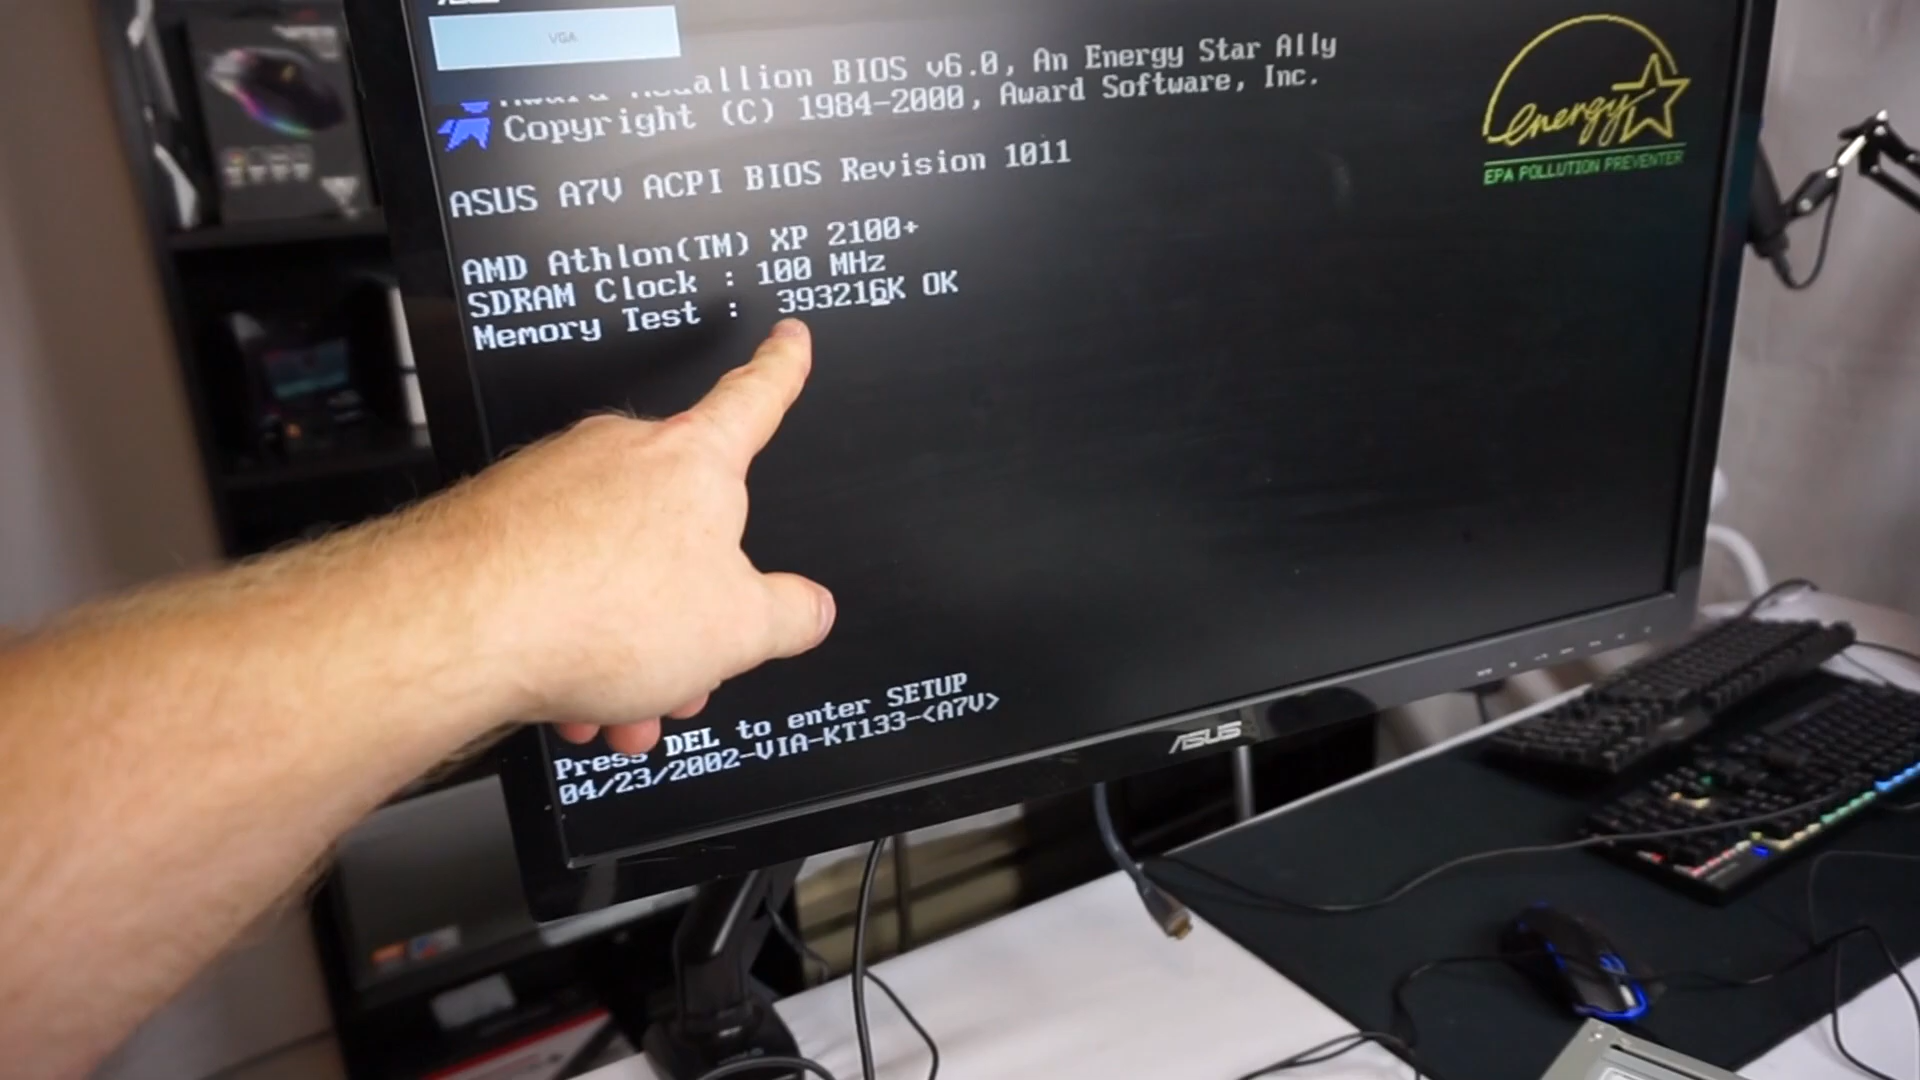 VGA
BIOS v6.0, An Energy Star Ally
Copyright (C) 1984-2000, Award Software, Inc.
energy
EPA POLLUTION PREVENTER
ASUS A7V ACPI BIOS Revision 1011
AMD Athlon(TM) XP 2100+
SDRAM Clock : 100 MHz
Memory Test : 393216K OK
Press DEL to enter SETUP
04/23/2002-VIA-KT133-<A7V>
ASUS